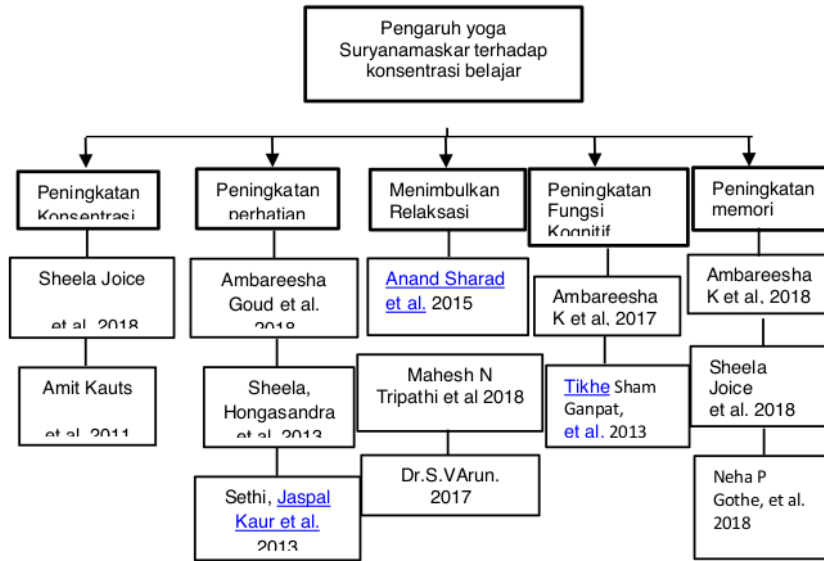 Pengaruh yoga
Suryanamaskar terhadap
konsentrasi belajar
Peningkatan
Konsentrasi
Peningkatan
perhatian
Menimbulkan
Relaksasi
Peningkatan
Fungsi
Kognitif
Peningkatan
memori
Sheela Joice
et al. 2018
Amit Kauts
et al. 2011
Ambareesha
Goud et al.
2018
Sheela,
Hongasandra
et al. 2013
Sethi, Jaspal
Kaur et al.
2013
Anand Sharad
et al. 2015
Mahesh N
Tripathi et al 2018
Dr.S.VArun.
2017
Ambareesha
K et al, 2017
Tikhe Sham
Ganpat,
et al. 2013
Ambareesha
K et al, 2018
Sheela
Joice
et al. 2018
Neha P
Gothe, et al.
2018